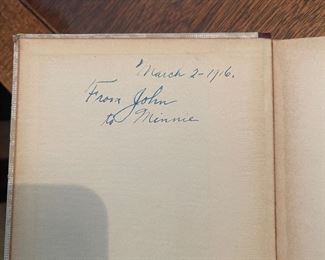 March 2-1916.
From John
to Minnie